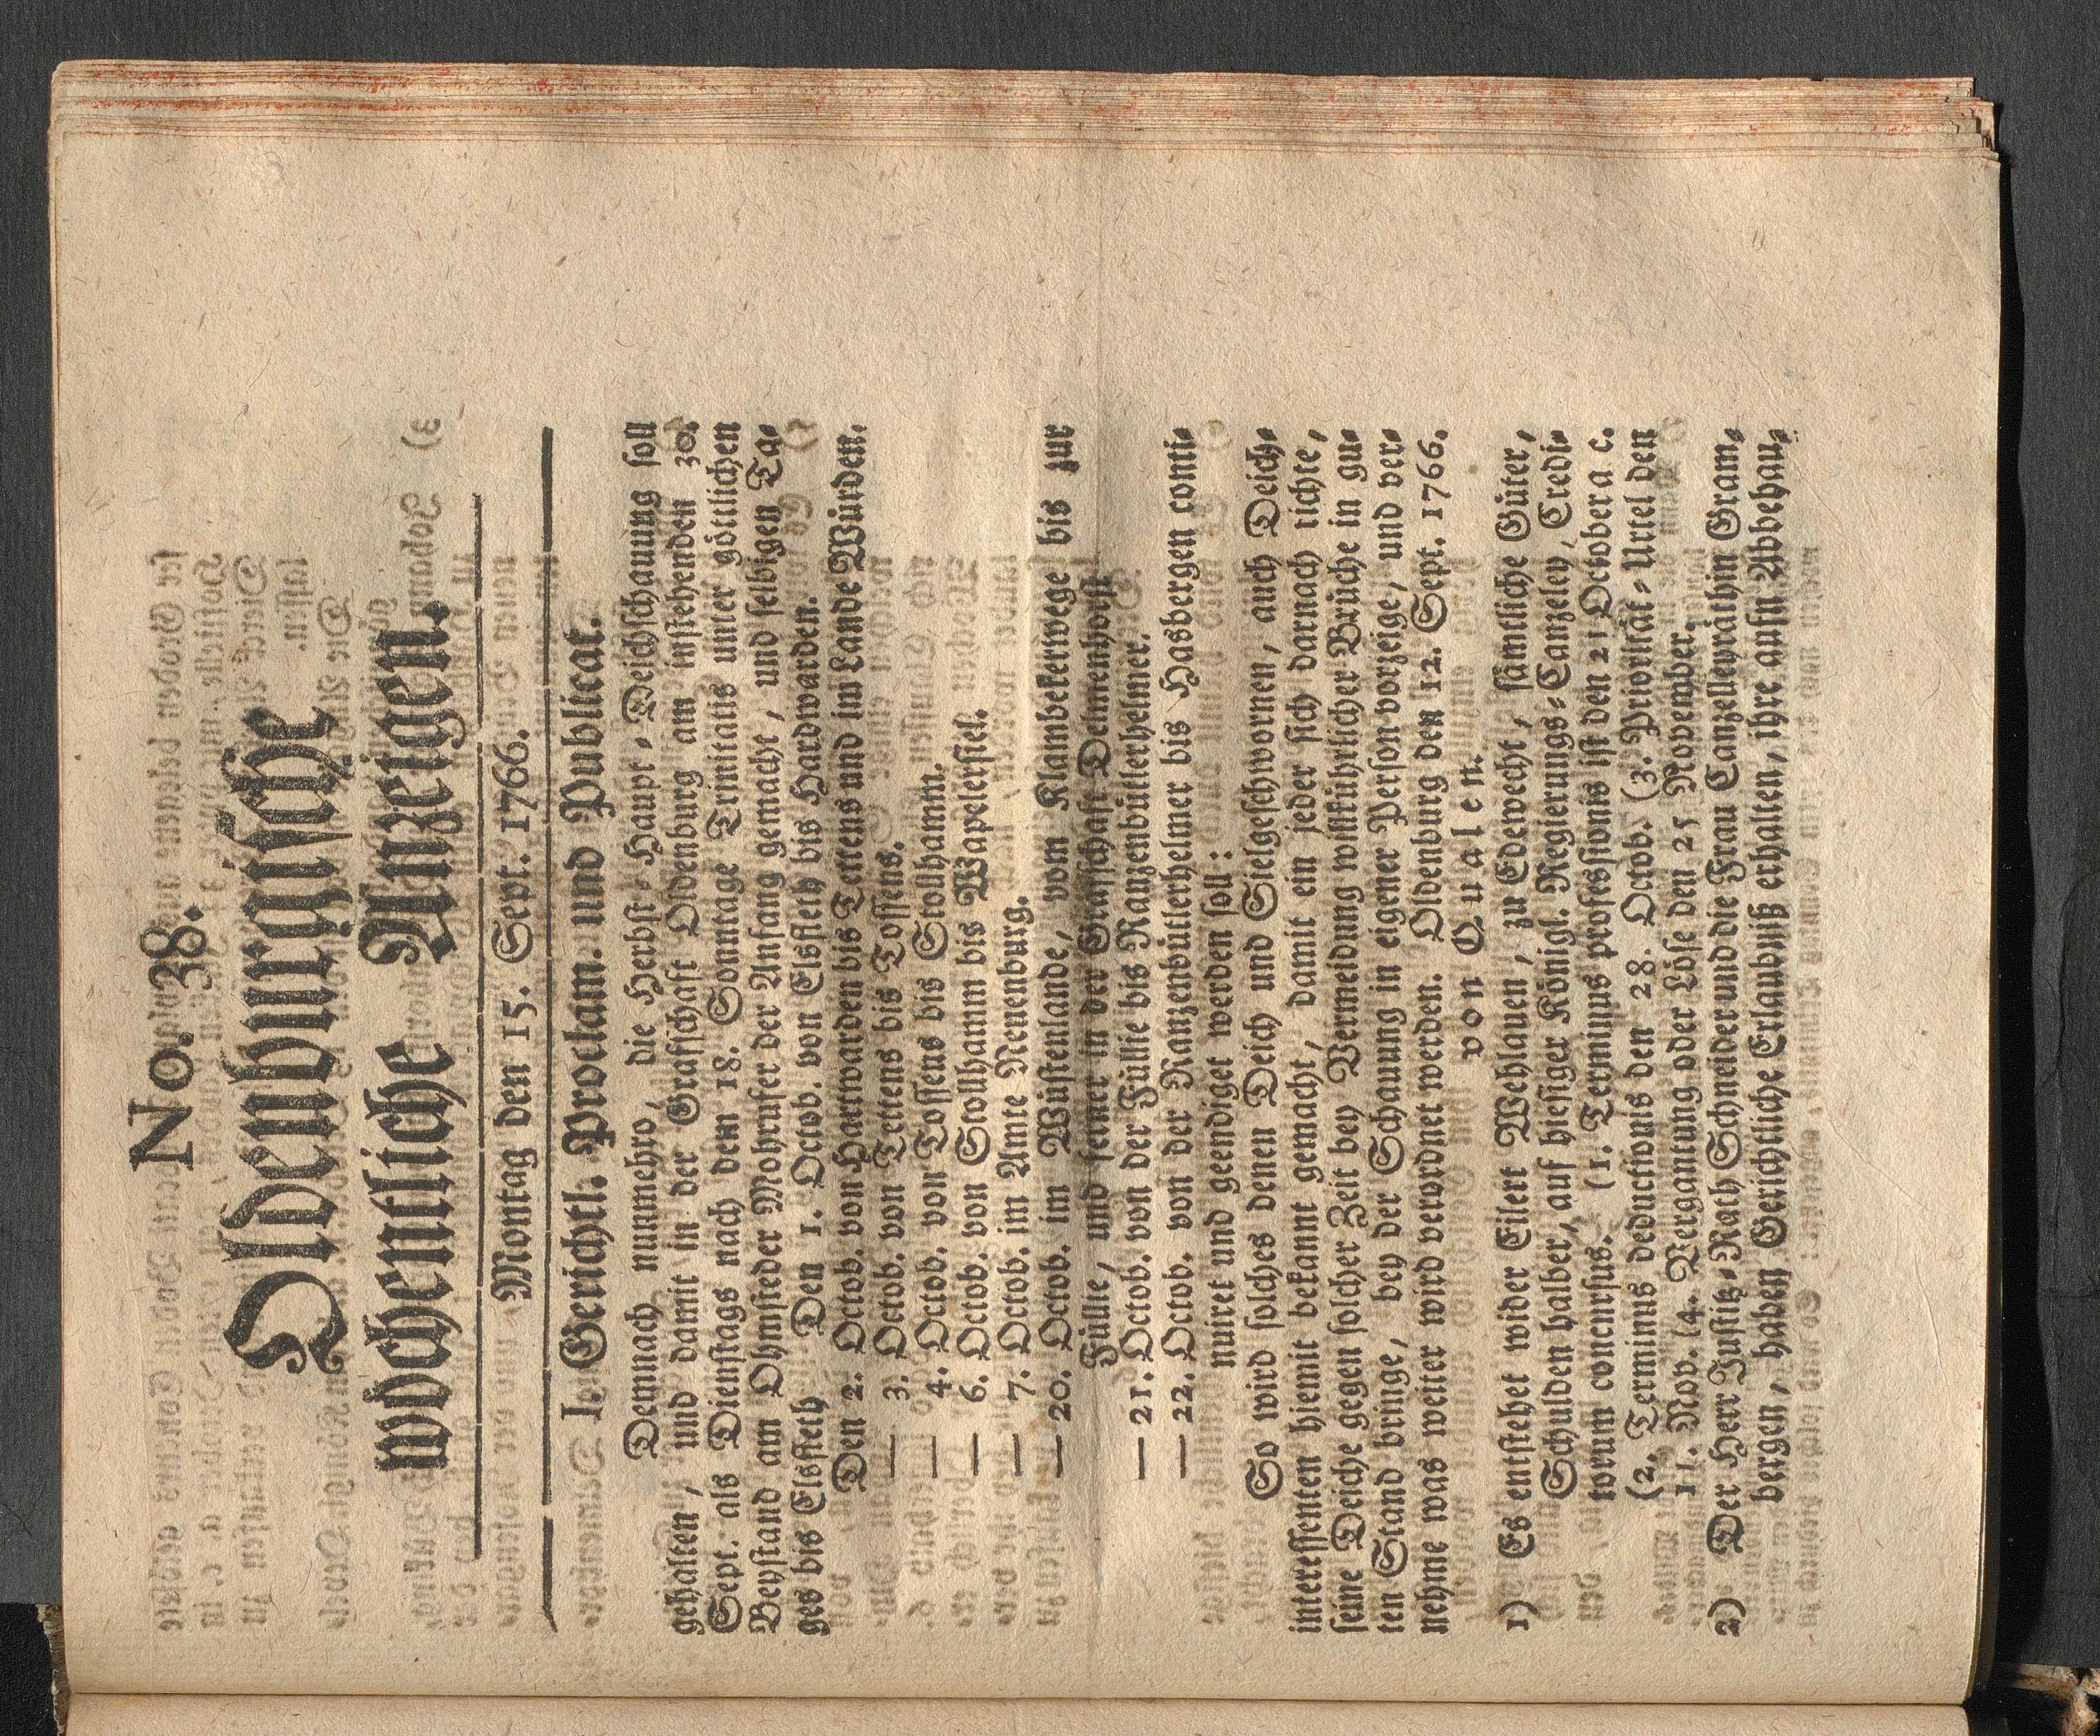 No. 38.
Oldenburgische
wöchentliche Anzeigen.
Montag den 15. Sept. 1766.
I. Gerichtl. Proclam. und Publicat.
Demnach nunmehro, die Herbst-Haupt-Deichschauung soll
gehalten, und damit in der Grafschaft Oldenburg am instehenden 30.
Sept. als Dienstags nach dem 18. Sonntage Trinitatis unter göttlichen
Beystand am Ohmsteder Mohrufer der Anfang gemacht, und selbigen Ta-
ges bis Elsfleth Den 1. Octob. von Elsfleth bis Hardwarden.
Den 2. Octob. von Hartwarden bis Tettens und im Lande Würden.
— 3. Octob. von Tettens bis Tossens.
— 4. Octob. von Tossens bis Stollhamm.
— 6. Octob. von Stollhamm bis Wapelersiel.
— 7. Octob. im Amte Neuenburg.
— 20. Octob. im Wüstenlande, vom Klambekerwege bis zur
Füllie, und ferner in der Grafschaft Delmenhorst
— 21. Octob. von der Füllie bis Ranzenbüttlerhelmer.
— 22. Octob. von der Ranzenbütlerhelmer bis Hasbergen conti-
nuiret und geendiget werden soll:
So wird solches denen Deich und Sielgeschwornen, auch Deich-
interessenten hiemit bekannt gemacht, damit ein jeder sich darnach richte,
seine Deiche gegen solcher Zeit bey Vermeidung willkührlicher Brüche in gu-
ten Stand bringe, bey der Schauung in eigener Person vorzeige, und ver-
nehme was weiter wird verordnet werden. Oldenburg den 12. Sept. 1766.
von Qualen.
1) Es entstehet wider Eilert Wehlauen, zu Edewecht, sämtliche Güter,
Schulden halber, auf hiesiger Königl. Regierungs-Canzeley, Credi-
torum concursus. (1. Terminus professionis ist den 21 October a c.
(2. Terminus deductionis den 28. Octob. (3. Priorität-Urtel den
11. Nov. (4. Vergantung oder Löse den 25 November.
2) Der Herr Justitz-Rath Schneider und die Frau Canzelleyräthin Gram-
bergen, haben Gerichtliche Erlaubniß erhalten, ihre aufm Abbehau-